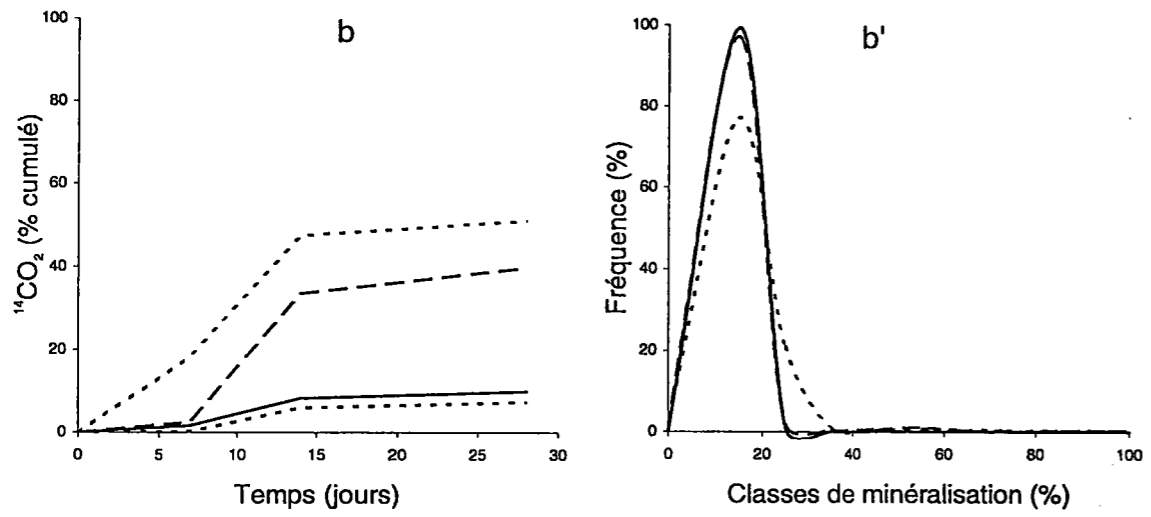 b
100
80
60
40
20
0
¹⁴CO₂ (% cumulé)
0 5 10 15 20 25 30
Temps (jours)
b'
100
80
60
40
20
0
Fréquence (%)
0 20 40 60 80 100
Classes de minéralisation (%)